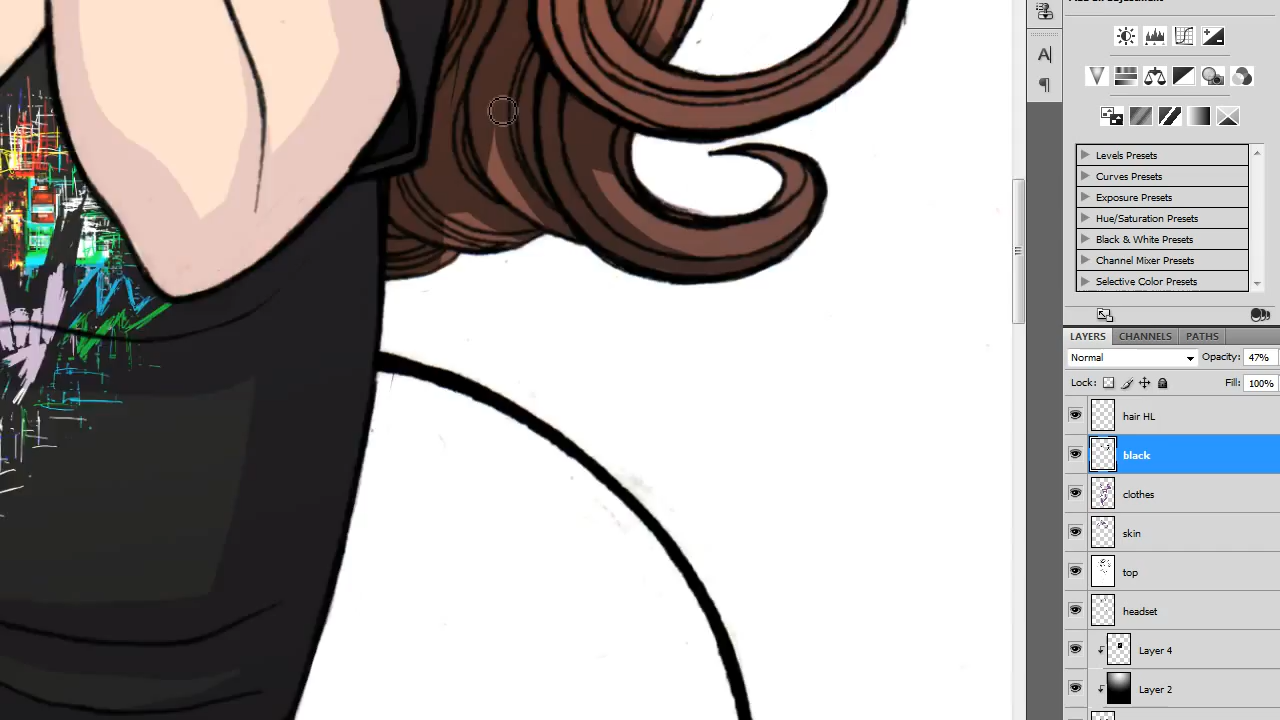 A
Levels Presets
Curves Presets
Exposure Presets
Hue/Saturation Presets
Black & White Presets
Channel Mixer Presets
Selective Color Presets
LAYERS CHANNELS PATHS
Normal Opacity: 47%
Lock: Fill: 100%
hair HL
black
clothes
skin
top
headset
Layer 4
Layer 2